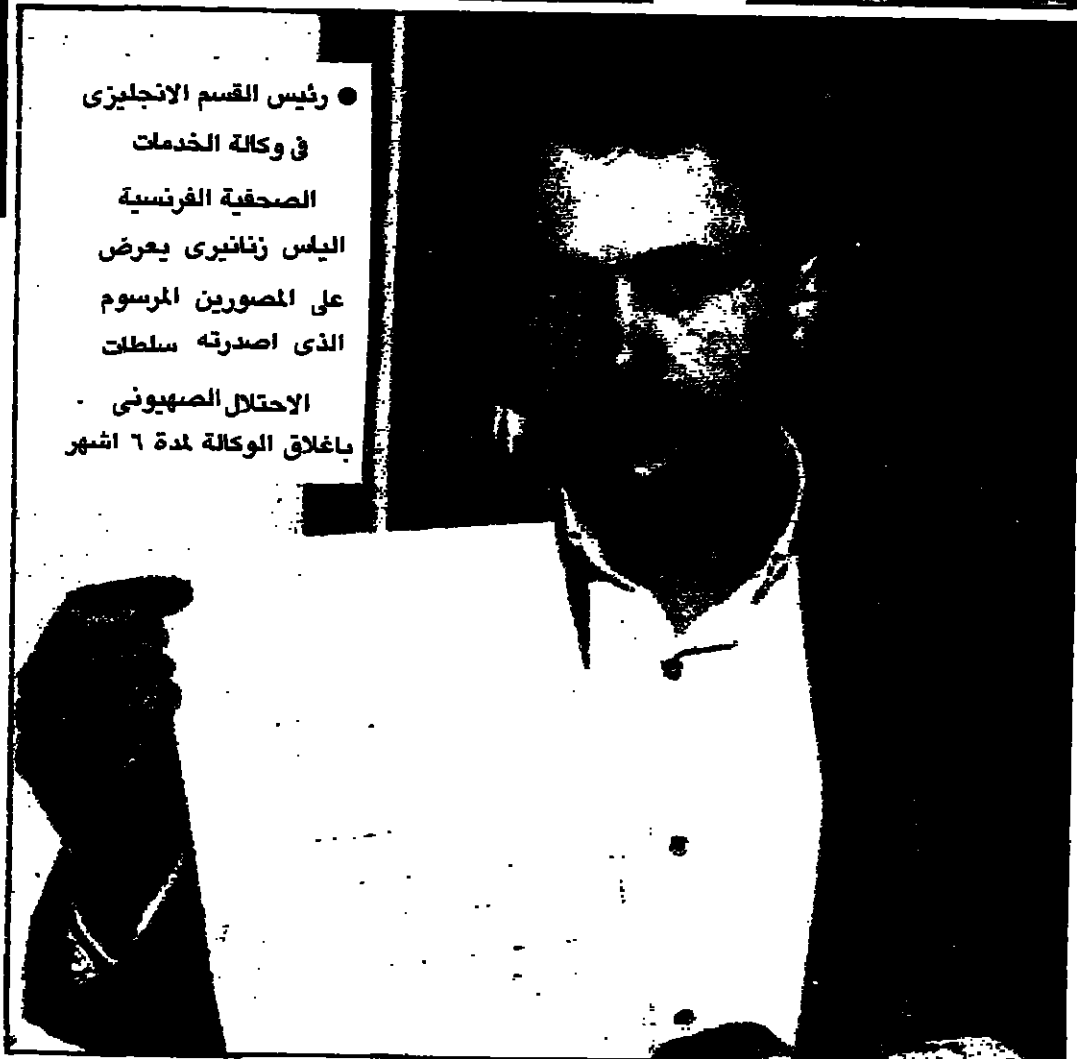 ● رئيس القسم الانجليزى
فى وكالة الخدمات
الصحفية الفرنسية
الياس زنانيرى يعرض
على المصورين المرسوم
الذى اصدرته سلطات
الاحتلال الصهيونى
باغلاق الوكالة لمدة ٦ اشهر